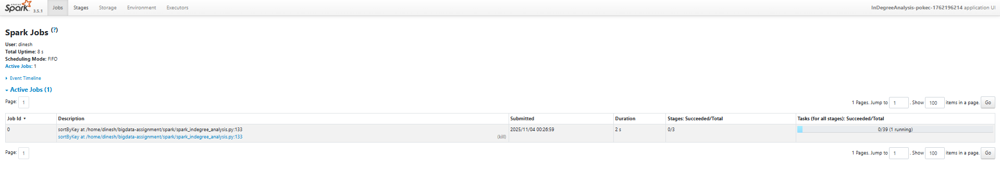 APACHE
Spark 3.5.1 Jobs Stages Storage Environment Executors InDegreeAnalysis-pokec-1762196214 application UI
Spark Jobs (?)
User: dinesh
Total Uptime: 8 s
Scheduling Mode: FIFO
Active Jobs: 1
Event Timeline
Active Jobs (1)
Page: 1 1 Pages. Jump to 1 . Show 100 items in a page. Go
Job Id ▾ Description Submitted Duration Stages: Succeeded/Total Tasks (for all stages): Succeeded/Total
0 sortByKey at /home/dinesh/bigdata-assignment/spark/spark_indegree_analysis.py:133 2025/11/04 00:26:59 2 s 0/3 0/39 (1 running)
sortByKey at /home/dinesh/bigdata-assignment/spark/spark_indegree_analysis.py:133 (kill)
Page: 1 1 Pages. Jump to 1 . Show 100 items in a page. Go